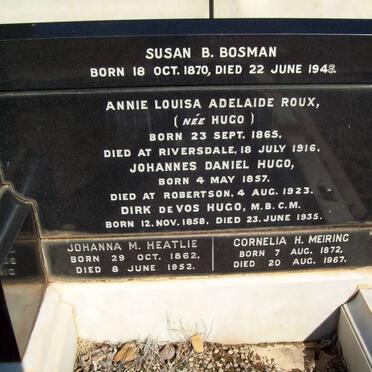 SUSAN B. BOSMAN
BORN 18 OCT. 1870, DIED 22 JUNE
ANNIE LOUISA ADELAIDE ROUX,
(NÉE HUGO)
BORN 23 SEPT. 1865.
DIED AT RIVERSDALE, 18 JULY 1916.
JOHANNES DANIEL HUGO,
BORN 4 MAY 1857.
DIED AT ROBERTSON, 4 AUG. 1923.
DIRK DE VOS HUGO, M.B.C.M.
BORN 12. NOV. 1858. DIED 23. JUNE 1935.
JOHANNA M. HEATLIE
BORN 29 OCT. 1862,
DIED 8 JUNE 1952.
CORNELIA H. MEIRING
BORN 7 AUG. 1872,
DIED 20 AUG. 1967.